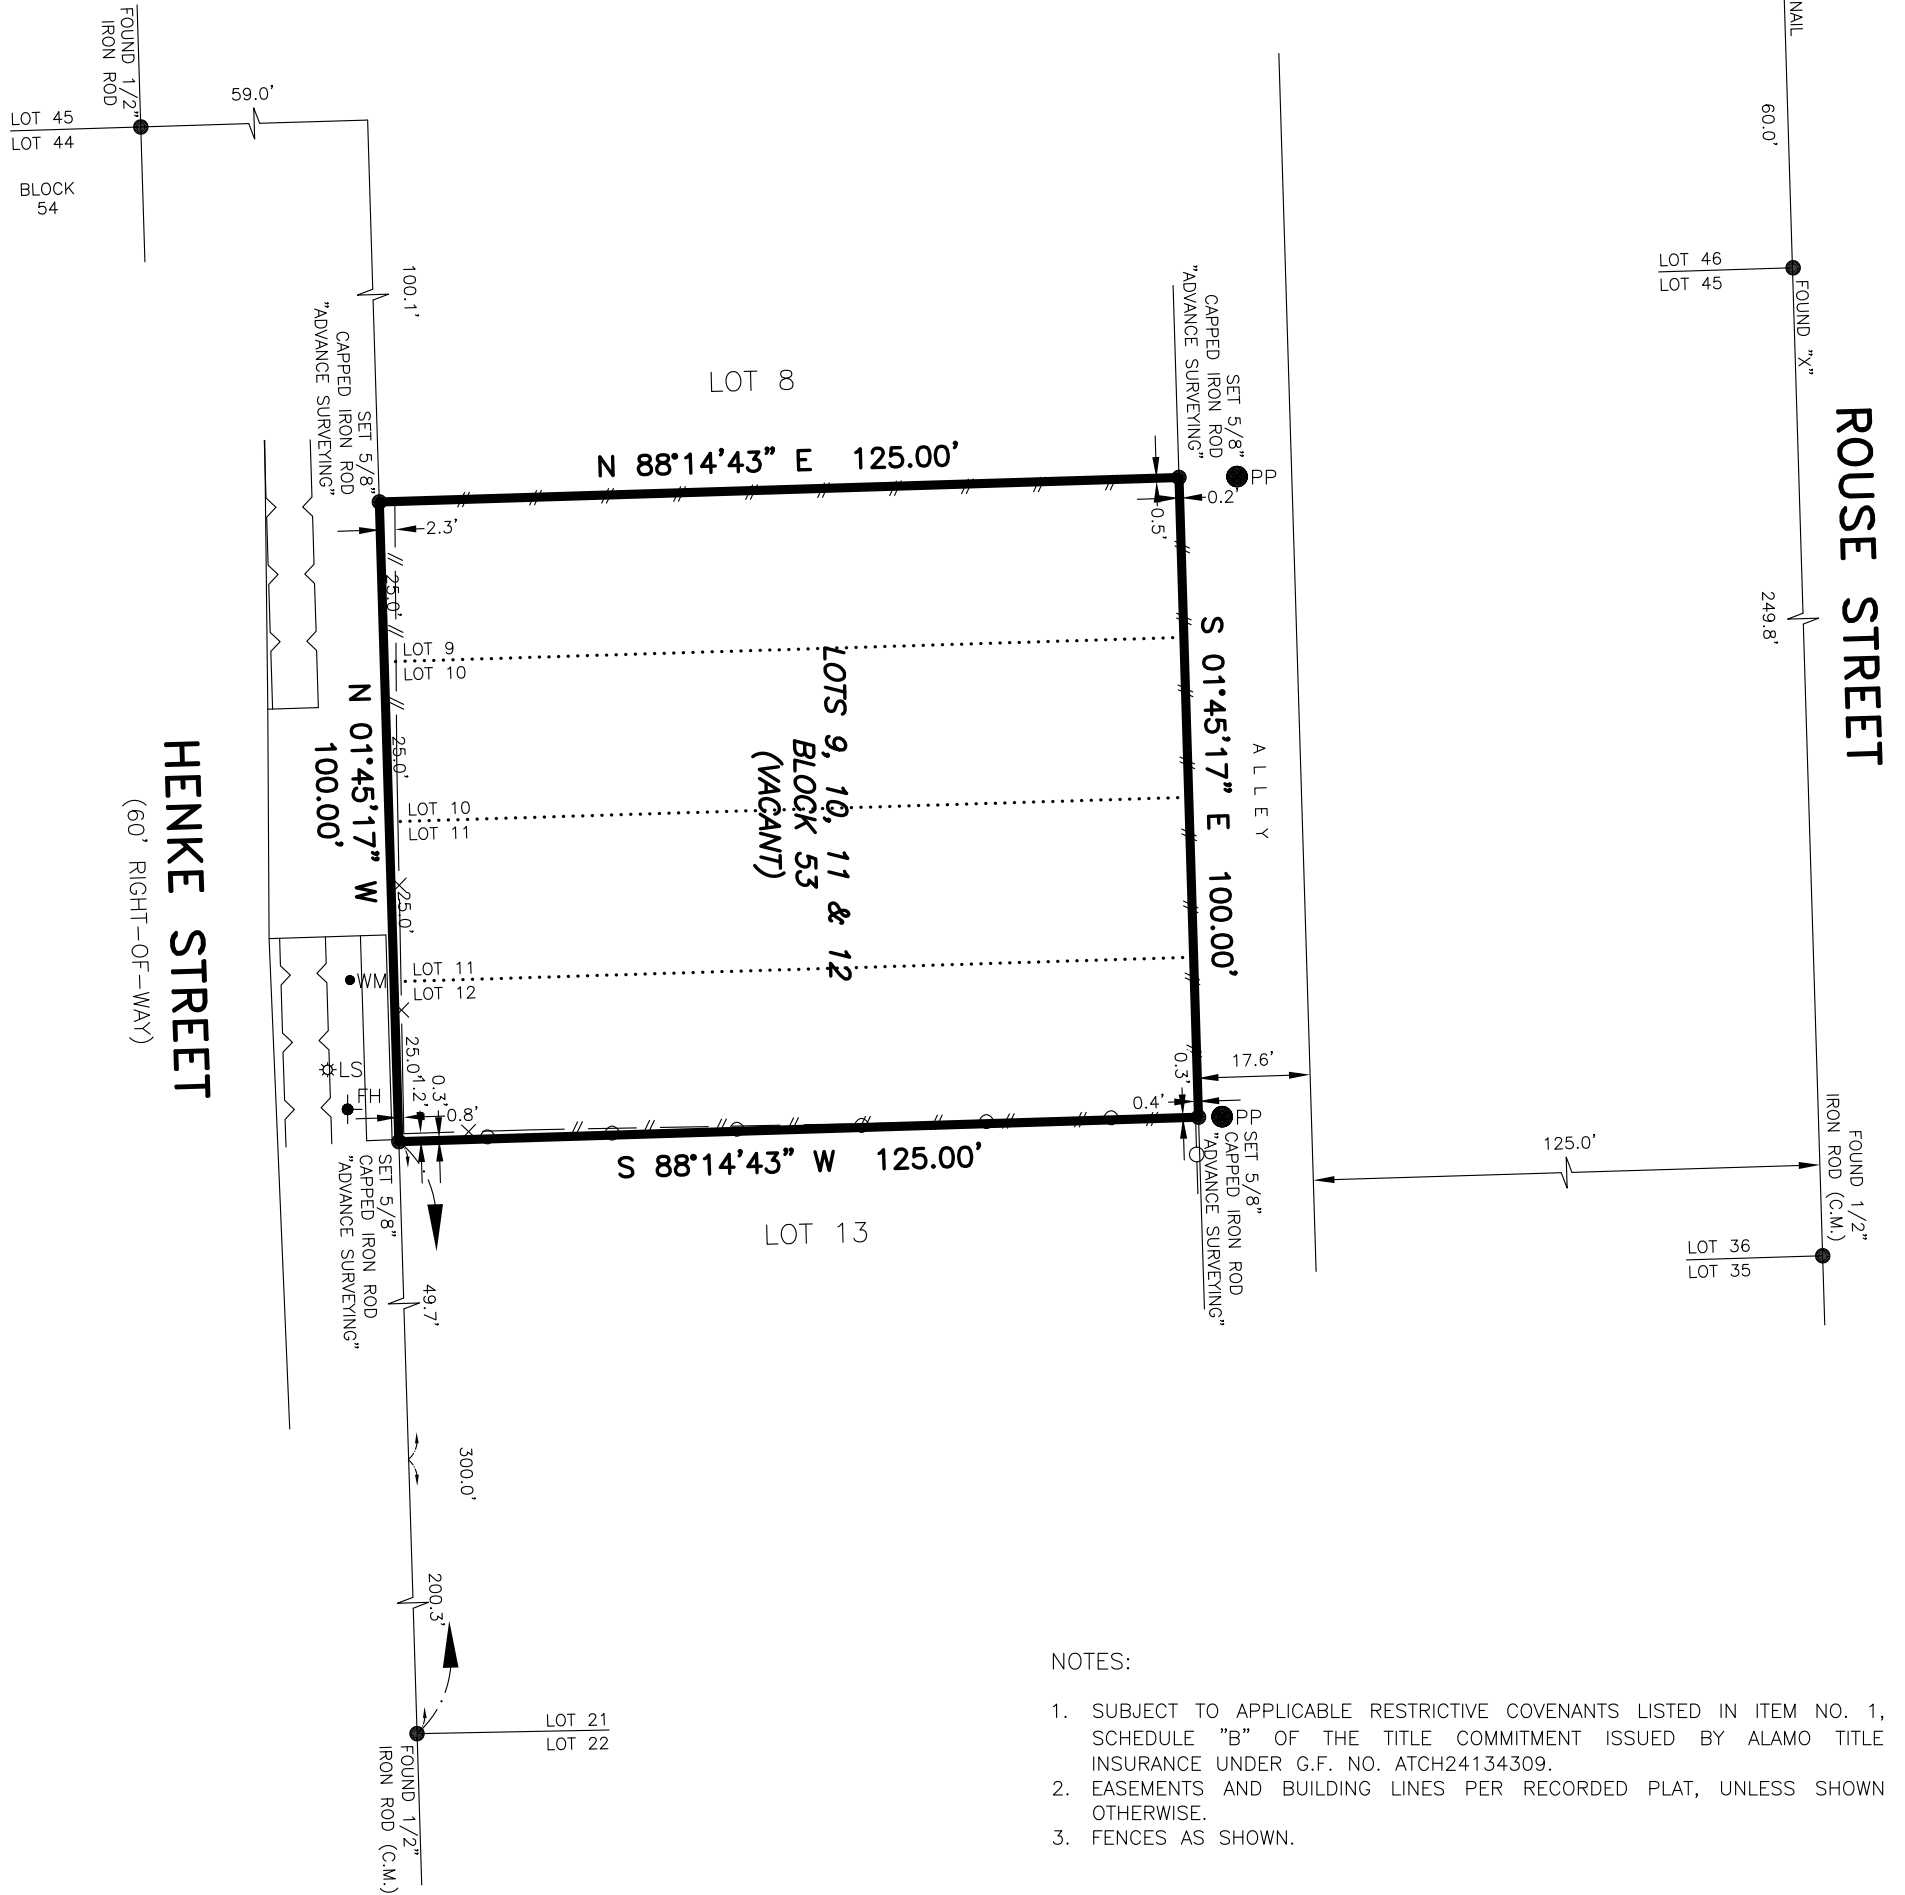 FOUND 1/2"
IRON ROD
59.0'
LOT 45
LOT 44
BLOCK
54
100.1'
NAIL
60.0'
LOT 46
LOT 45
FOUND "X"
ROUSE STREET
249.8'
SET 5/8"
CAPPED IRON ROD
"ADVANCE SURVEYING"
LOT 8
SET 5/8"
CAPPED IRON ROD
"ADVANCE SURVEYING"
PP
N 88°14'43" E 125.00'
0.2'
0.5'
2.3'
25.0'
LOT 9
LOT 10
25.0'
LOT 10
LOT 11
25.0'
LOT 11
LOT 12
25.0'
LOTS 9, 10, 11 & 12
BLOCK 53
(VACANT)
S 01°45'17" E 100.00'
ALLEY
N 01°45'17" W
100.00'
HENKE STREET
(60' RIGHT-OF-WAY)
WM
LS
FH
1.2'
0.3'
0.8'
0.3'
0.4'
17.6'
PP
S 88°14'43" W 125.00'
SET 5/8"
CAPPED IRON ROD
"ADVANCE SURVEYING"
LOT 13
SET 5/8"
CAPPED IRON ROD
"ADVANCE SURVEYING"
125.0'
FOUND 1/2"
IRON ROD (C.M.)
LOT 36
LOT 35
49.7'
300.0'
200.3'
LOT 21
LOT 22
FOUND 1/2"
IRON ROD (C.M.)
NOTES:
1. SUBJECT TO APPLICABLE RESTRICTIVE COVENANTS LISTED IN ITEM NO. 1,
SCHEDULE "B" OF THE TITLE COMMITMENT ISSUED BY ALAMO TITLE
INSURANCE UNDER G.F. NO. ATCH24134309.
2. EASEMENTS AND BUILDING LINES PER RECORDED PLAT, UNLESS SHOWN
OTHERWISE.
3. FENCES AS SHOWN.